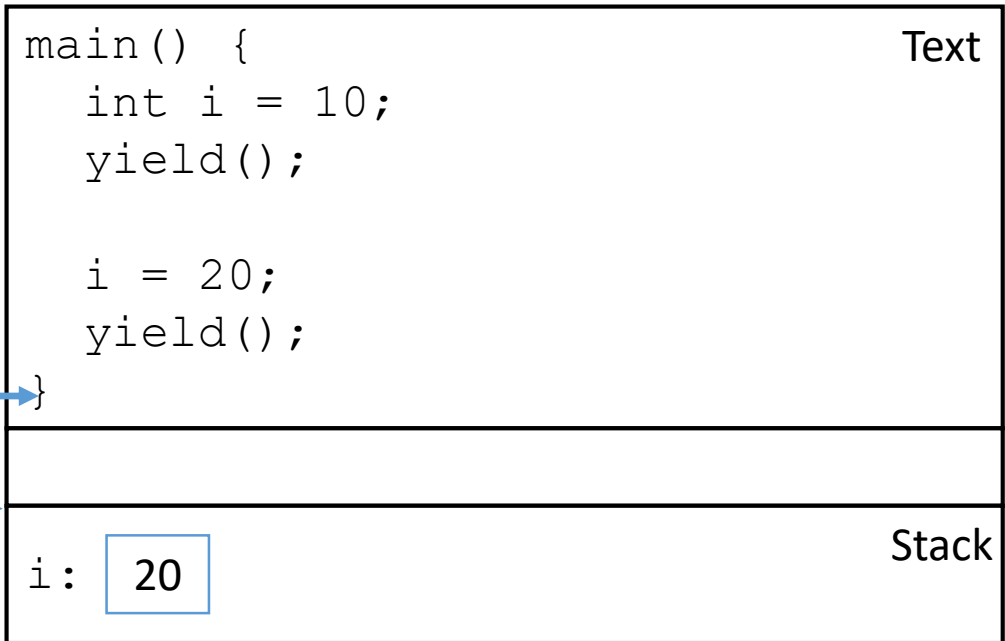 main() {
Text
int i = 10;
yield();
i = 20;
yield();
}
Stack
i: 20